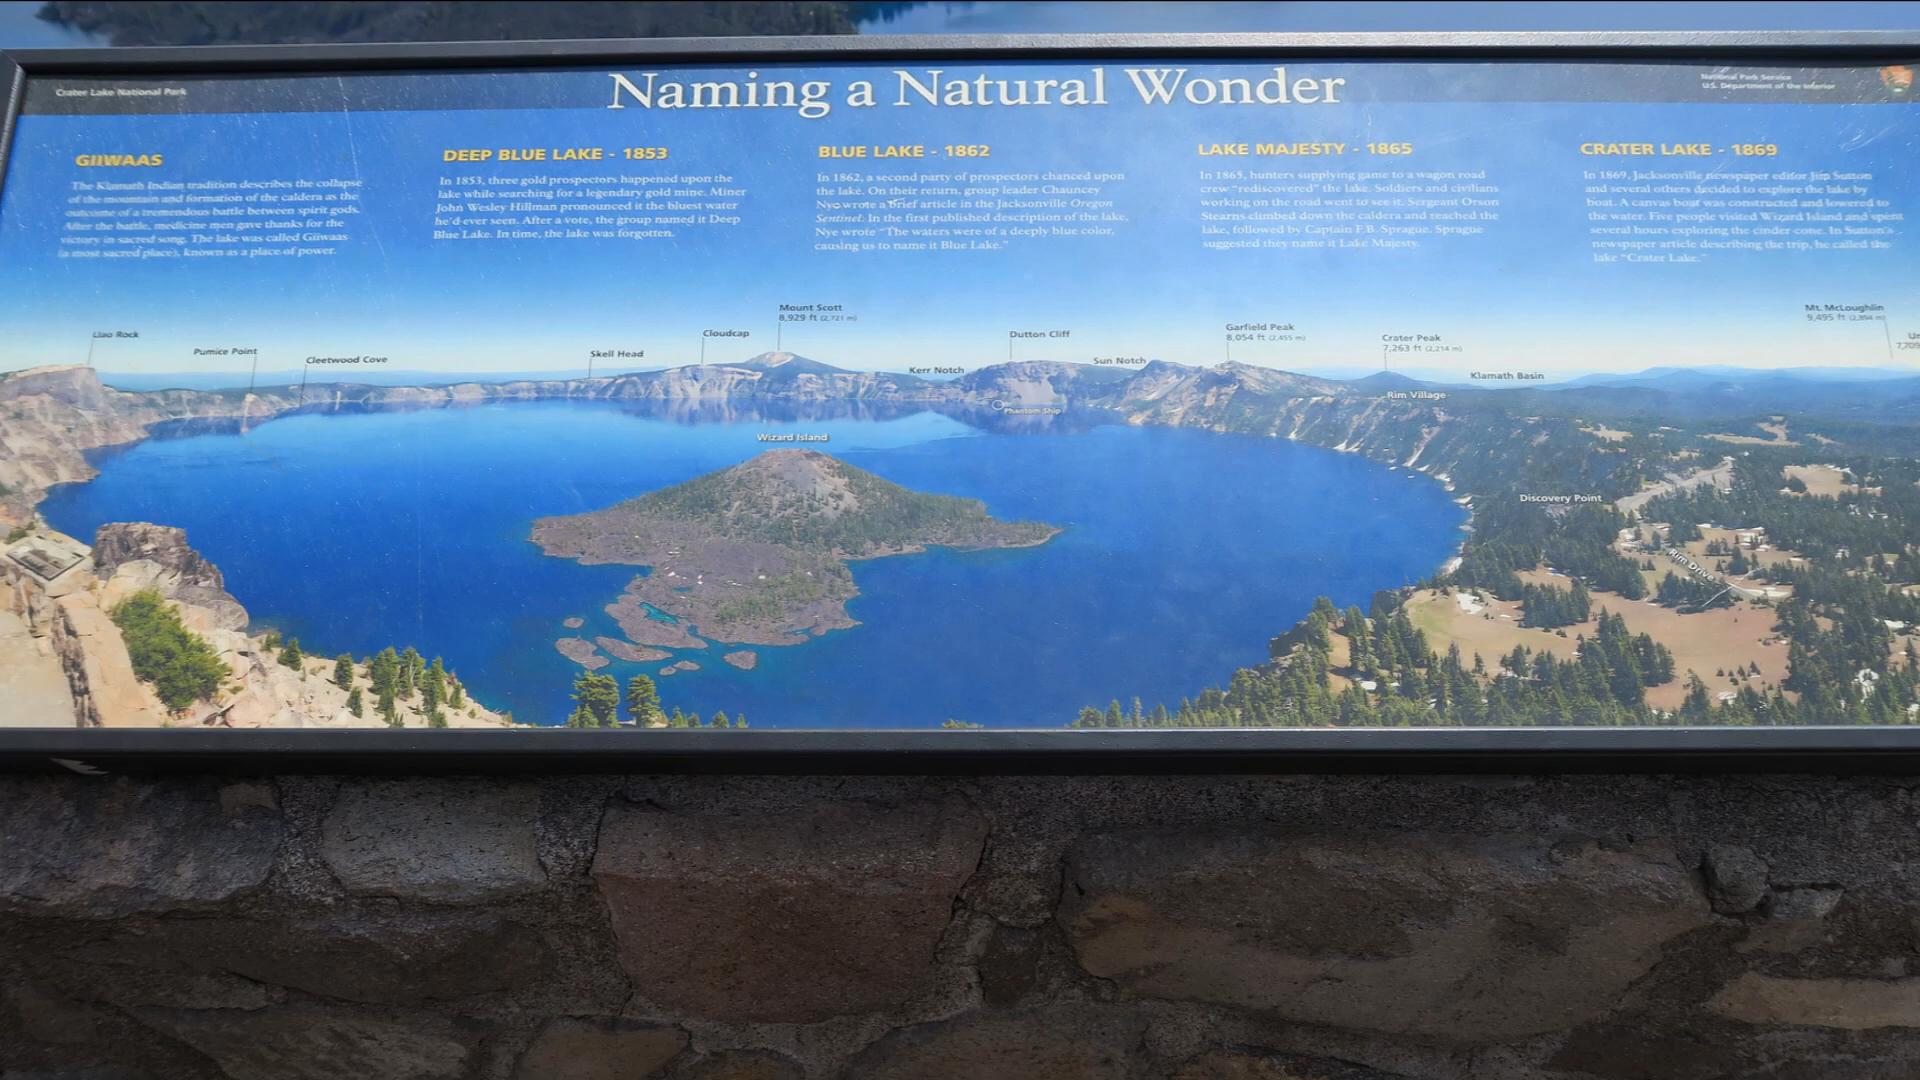 Crater Lake National Park
Naming a Natural Wonder
National Park Service
U.S. Department of the Interior
GIIWAAS
The Klamath Indian tradition describes the collapse
of the mountain and formation of the caldera as the
outcome of a tremendous battle between spirit gods.
After the battle, medicine men gave thanks for the
victory in sacred song. The lake was called Giiwaas
(a most sacred place), known as a place of power.
DEEP BLUE LAKE - 1853
In 1853, three gold prospectors happened upon the
lake while searching for a legendary gold mine. Miner
John Wesley Hillman pronounced it the bluest water
he'd ever seen. After a vote, the group named it Deep
Blue Lake. In time, the lake was forgotten.
BLUE LAKE - 1862
In 1862, a second party of prospectors chanced upon
the lake. On their return, group leader Chauncey
Nye wrote a brief article in the Jacksonville Oregon
Sentinel. In the first published description of the lake,
Nye wrote "The waters were of a deeply blue color,
causing us to name it Blue Lake."
LAKE MAJESTY - 1865
In 1865, hunters supplying game to a wagon road
crew "rediscovered" the lake. Soldiers and civilians
working on the road went to see it. Sergeant Orson
Stearns climbed down the caldera and reached the
lake, followed by Captain F.B. Sprague. Sprague
suggested they name it Lake Majesty.
CRATER LAKE - 1869
In 1869, Jacksonville newspaper editor Jim Sutton
and several others decided to explore the lake by
boat. A canvas boat was constructed and lowered to
the water. Five people visited Wizard Island and spent
several hours exploring the cinder cone. In Sutton's
newspaper article describing the trip, he called the
lake "Crater Lake."
Llao Rock
Pumice Point
Cleetwood Cove
Skell Head
Cloudcap
Mount Scott
8,929 ft (2,721 m)
Kerr Notch
Dutton Cliff
Phantom Ship
Sun Notch
Garfield Peak
8,054 ft (2,455 m)
Crater Peak
7,263 ft (2,214 m)
Rim Village
Klamath Basin
Mt. McLoughlin
9,495 ft (2,894 m)
7,709
Wizard Island
Discovery Point
Rim Drive